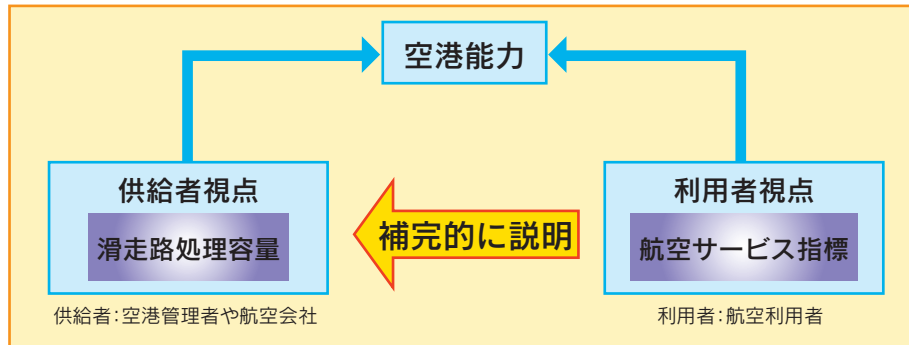 空港能力
供給者視点
滑走路処理容量
補完的に説明
利用者視点
航空サービス指標
供給者:空港管理者や航空会社
利用者:航空利用者